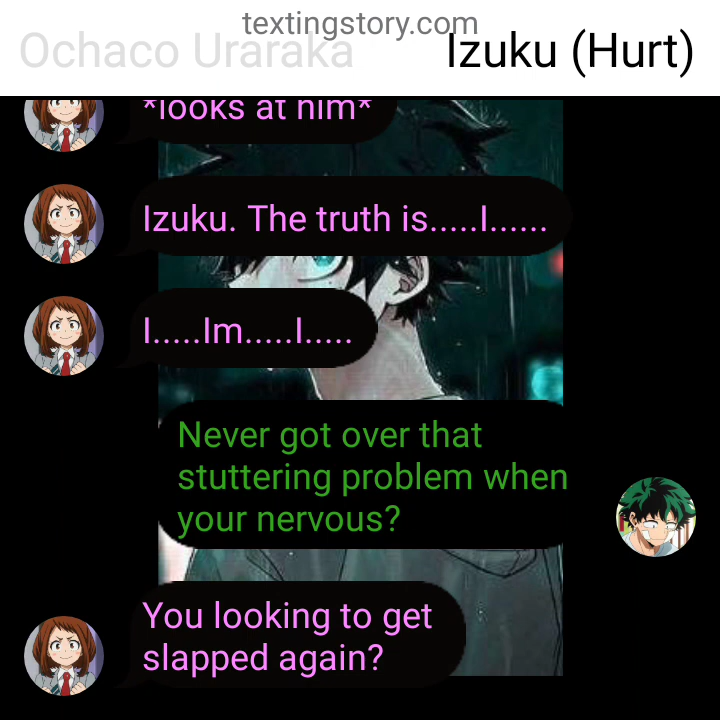 textingstory.com
Ochaco Uraraka
Izuku (Hurt)
*looks at him*
Izuku. The truth is.....I......
I.....Im.....I.....
Never got over that
stuttering problem when
your nervous?
You looking to get
slapped again?